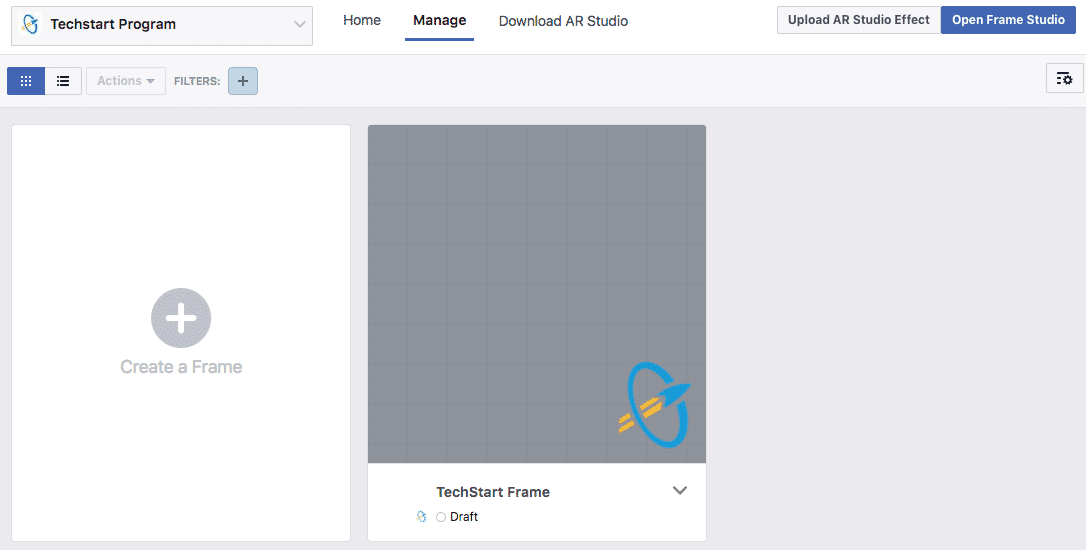 Techstart Program
Home
Manage
Download AR Studio
Upload AR Studio Effect
Open Frame Studio
Actions
FILTERS:
Create a Frame
TechStart Frame
Draft